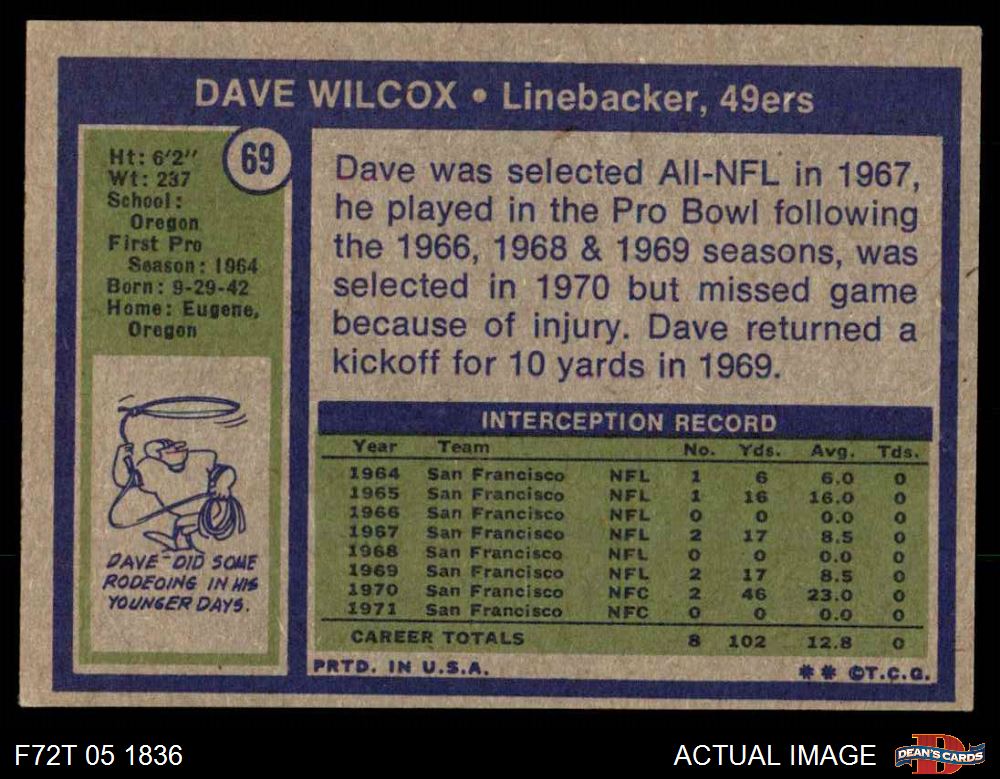 DAVE WILCOX • Linebacker, 49ers
69
Ht: 6'2"
Wt: 237
School:
Oregon
First Pro
Season: 1964
Born: 9-29-42
Home: Eugene,
Oregon
DAVE DID SOME
RODEOING IN HIS
YOUNGER DAYS.
Dave was selected All-NFL in 1967,
he played in the Pro Bowl following
the 1966, 1968 & 1969 seasons, was
selected in 1970 but missed game
because of injury. Dave returned a
kickoff for 10 yards in 1969.
INTERCEPTION RECORD
Year Team No. Yds. Avg. Tds.
1964 San Francisco NFL 1 6 6.0 0
1965 San Francisco NFL 1 16 16.0 0
1966 San Francisco NFL 0 0 0.0 0
1967 San Francisco NFL 2 17 8.5 0
1968 San Francisco NFL 0 0 0.0 0
1969 San Francisco NFL 2 17 8.5 0
1970 San Francisco NFC 2 46 23.0 0
1971 San Francisco NFC 0 0 0.0 0
CAREER TOTALS 8 102 12.8 0
PRTD. IN U.S.A. ** ©T.C.G.
F72T 05 1836
ACTUAL IMAGE
DEAN'S CARDS